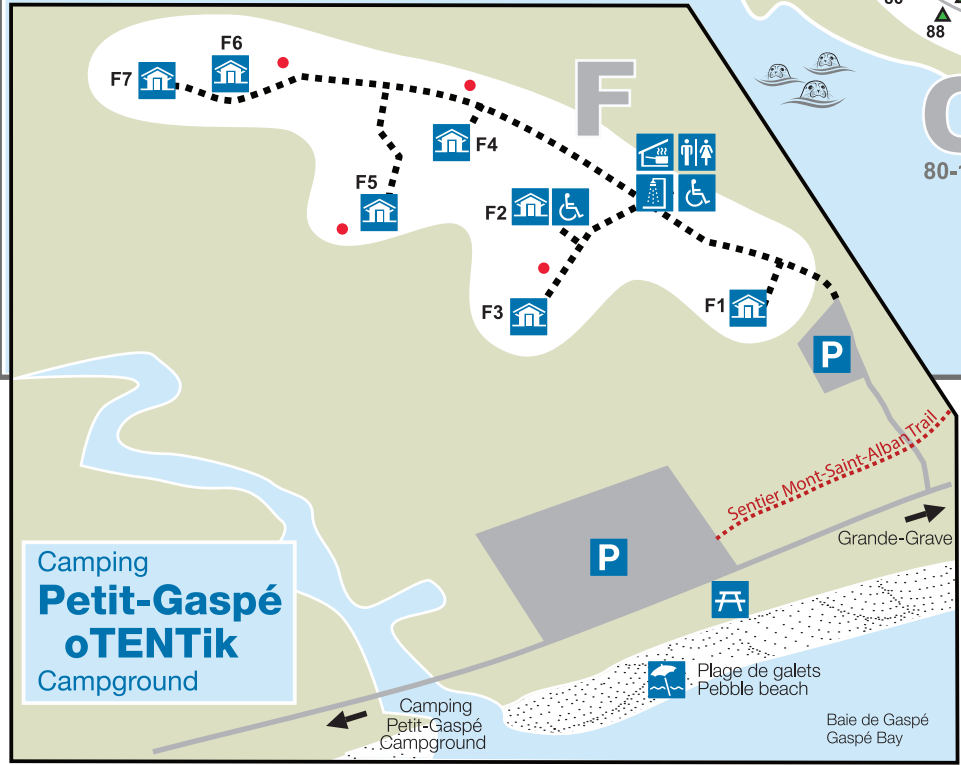 88
F6
F7
F
F4
F5
F2
F3
F1
P
Sentier Mont-Saint-Alban Trail
Grande-Grave
P
Camping
Petit-Gaspé
oTENTik
Campground
Plage de galets
Pebble beach
Camping
Petit-Gaspé
Campground
Baie de Gaspé
Gaspé Bay